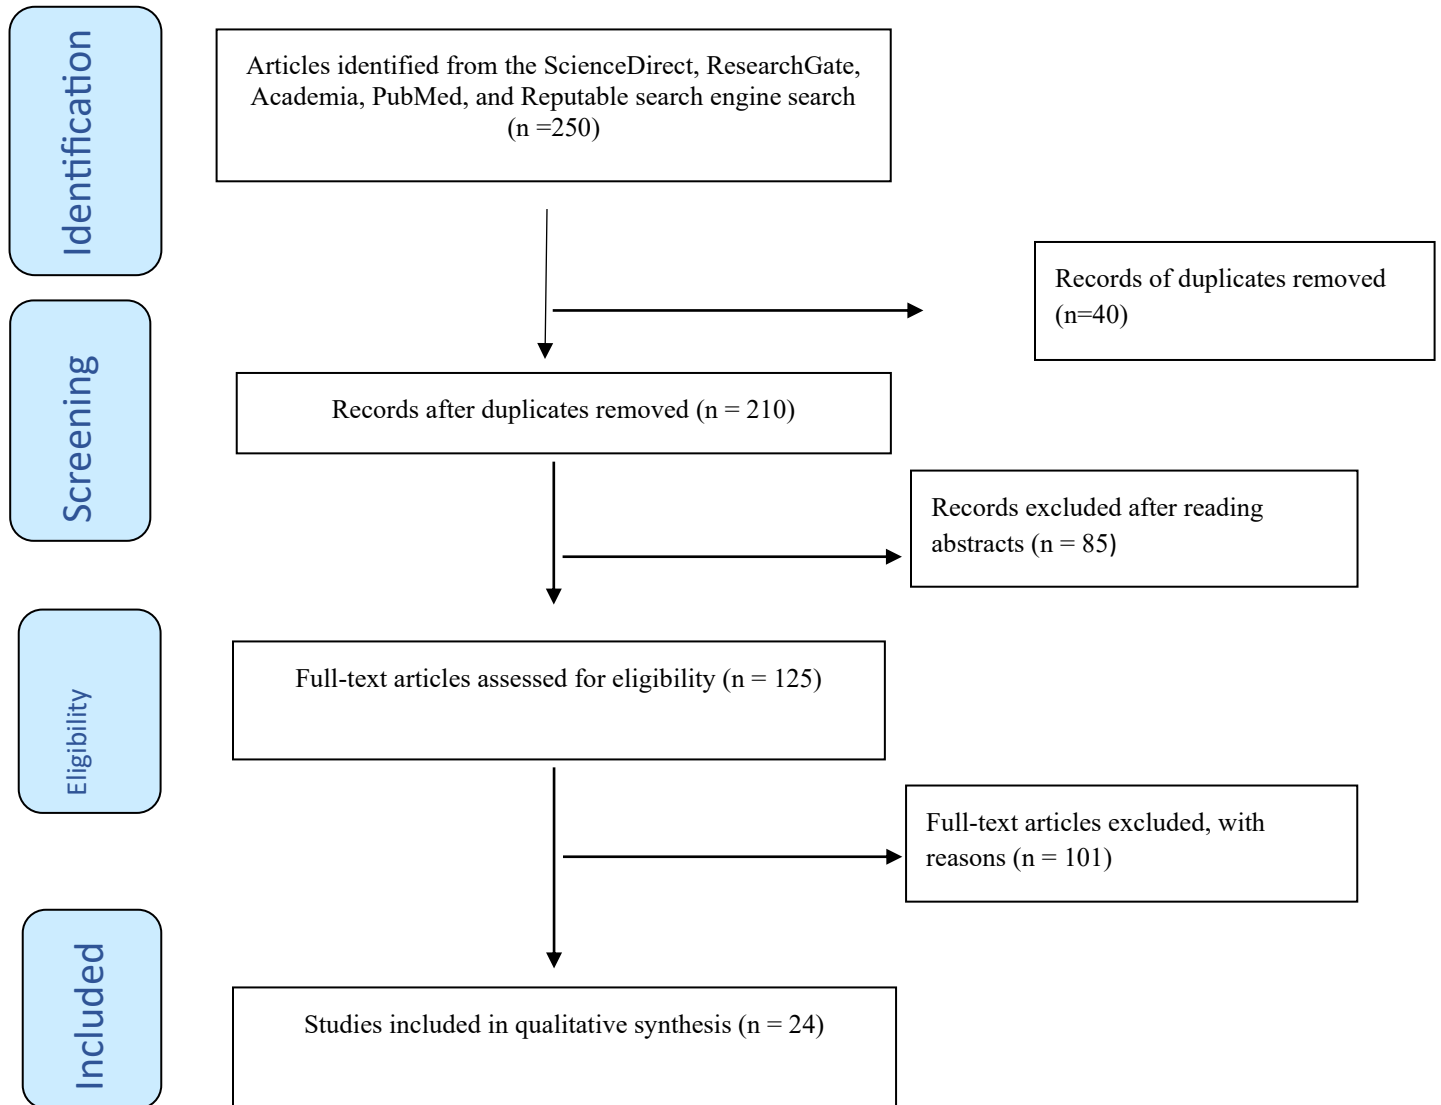 Identification
Articles identified from the ScienceDirect, ResearchGate,
Academia, PubMed, and Reputable search engine search
(n =250)
Records of duplicates removed
(n=40)
Screening
Records after duplicates removed (n = 210)
Records excluded after reading
abstracts (n = 85)
Eligibility
Full-text articles assessed for eligibility (n = 125)
Full-text articles excluded, with
reasons (n = 101)
Included
Studies included in qualitative synthesis (n = 24)